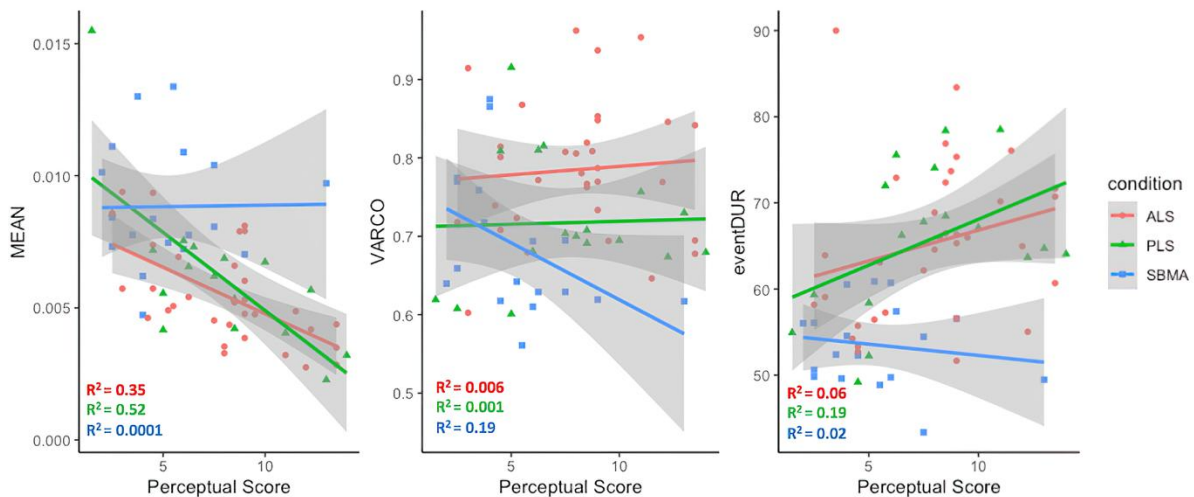 MEAN
0.015
0.010
0.005
0.000
R² = 0.35
R² = 0.52
R² = 0.0001
5 10
Perceptual Score
VARCO
0.9
0.8
0.7
0.6
0.5
R² = 0.006
R² = 0.001
R² = 0.19
5 10
Perceptual Score
eventDUR
90
80
70
60
50
R² = 0.06
R² = 0.19
R² = 0.02
5 10
Perceptual Score
condition
ALS
PLS
SBMA